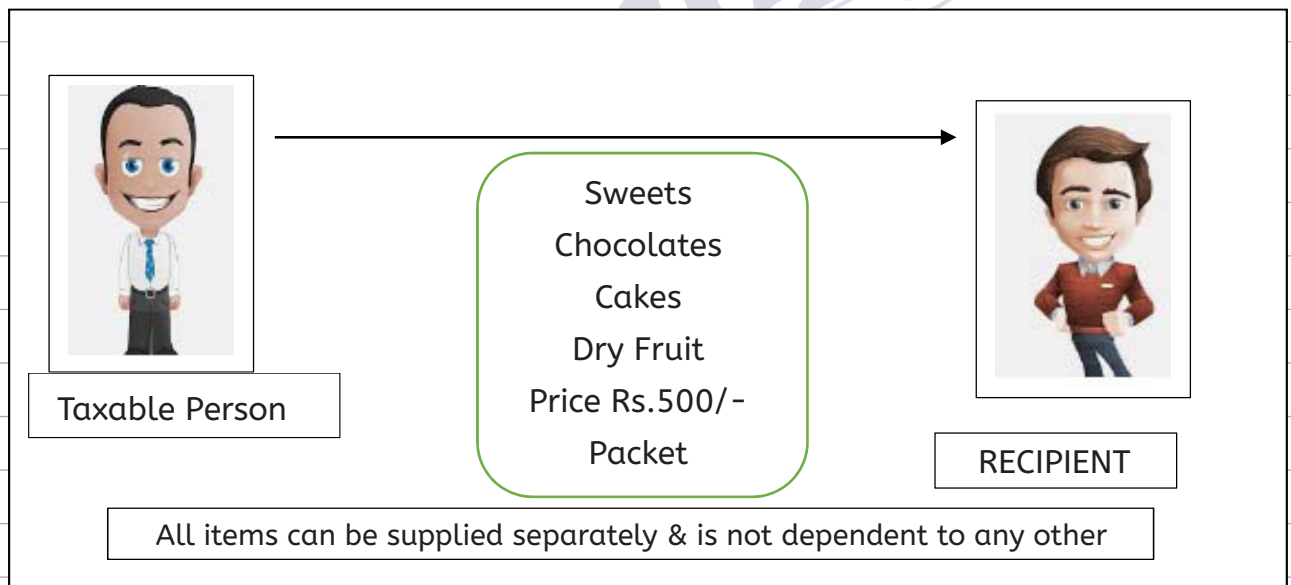 Sweets
Chocolates
Cakes
Dry Fruit
Price Rs.500/-
Packet
Taxable Person
RECIPIENT
All items can be supplied separately & is not dependent to any other